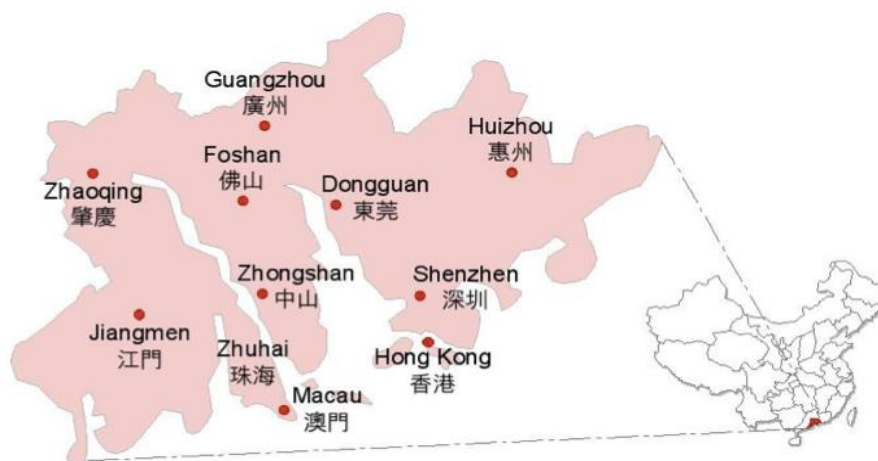 Guangzhou
廣州
Huizhou
惠州
Foshan
佛山
Zhaoqing
肇慶
Dongguan
東莞
Zhongshan
中山
Shenzhen
深圳
Jiangmen
江門
Zhuhai
珠海
Hong Kong
香港
Macau
澳門